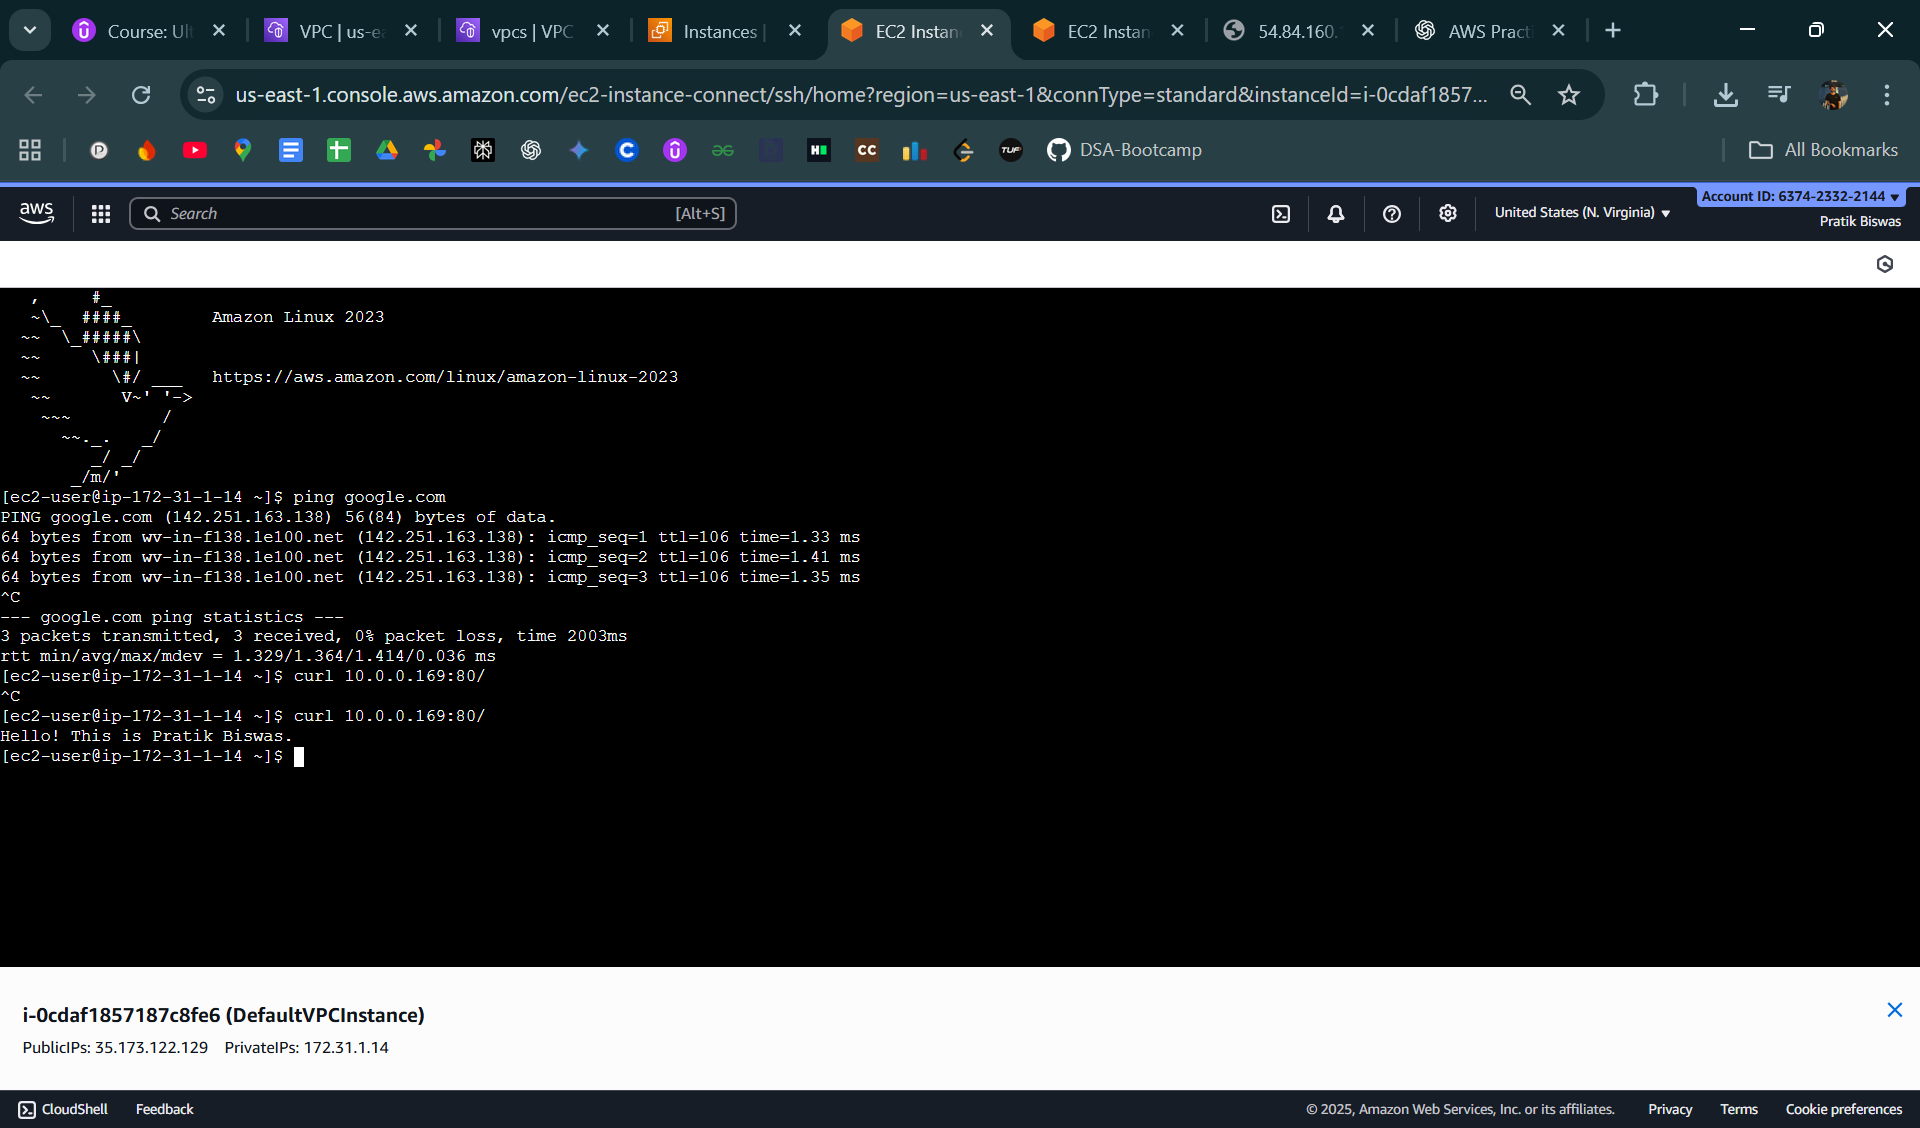 Course: Ul
VPC | us-ea
vpcs | VPC
Instances |
EC2 Instan
EC2 Instan
54.84.160.
AWS Pract
us-east-1.console.aws.amazon.com/ec2-instance-connect/ssh/home?region=us-east-1&connType=standard&instanceId=i-0cdaf1857...
CC
TUF
DSA-Bootcamp
All Bookmarks
aws
Search
[Alt+S]
United States (N. Virginia)
Account ID: 6374-2332-2144
Pratik Biswas
   ,     #_
   ~\_  ####_        Amazon Linux 2023
  ~~  \_#####\
  ~~     \###|
  ~~       \#/ ___   https://aws.amazon.com/linux/amazon-linux-2023
   ~~       V~' '->
    ~~~         /
      ~~._.   _/
         _/ _/
       _/m/'
[ec2-user@ip-172-31-1-14 ~]$ ping google.com
PING google.com (142.251.163.138) 56(84) bytes of data.
64 bytes from wv-in-f138.1e100.net (142.251.163.138): icmp_seq=1 ttl=106 time=1.33 ms
64 bytes from wv-in-f138.1e100.net (142.251.163.138): icmp_seq=2 ttl=106 time=1.41 ms
64 bytes from wv-in-f138.1e100.net (142.251.163.138): icmp_seq=3 ttl=106 time=1.35 ms
^C
--- google.com ping statistics ---
3 packets transmitted, 3 received, 0% packet loss, time 2003ms
rtt min/avg/max/mdev = 1.329/1.364/1.414/0.036 ms
[ec2-user@ip-172-31-1-14 ~]$ curl 10.0.0.169:80/
^C
[ec2-user@ip-172-31-1-14 ~]$ curl 10.0.0.169:80/
Hello! This is Pratik Biswas.
[ec2-user@ip-172-31-1-14 ~]$
i-0cdaf1857187c8fe6 (DefaultVPCInstance)
PublicIPs: 35.173.122.129 PrivateIPs: 172.31.1.14
CloudShell
Feedback
© 2025, Amazon Web Services, Inc. or its affiliates.
Privacy
Terms
Cookie preferences